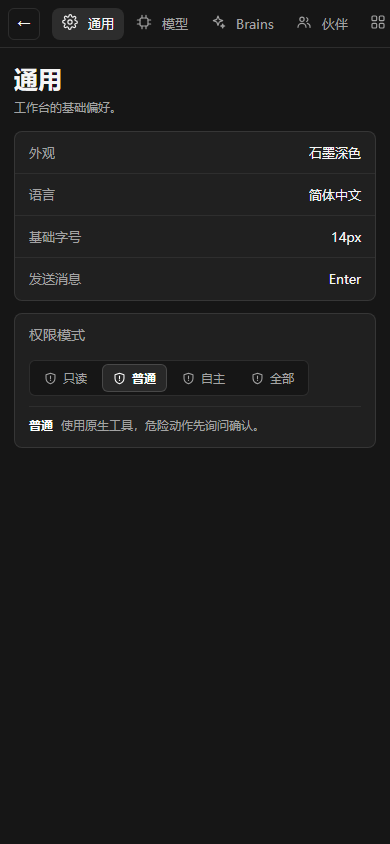 ← 通用 模型 Brains 伙伴
通用
工作台的基础偏好。
外观 石墨深色
语言 简体中文
基础字号 14px
发送消息 Enter
权限模式
只读 普通 自主 全部
普通 使用原生工具，危险动作先询问确认。